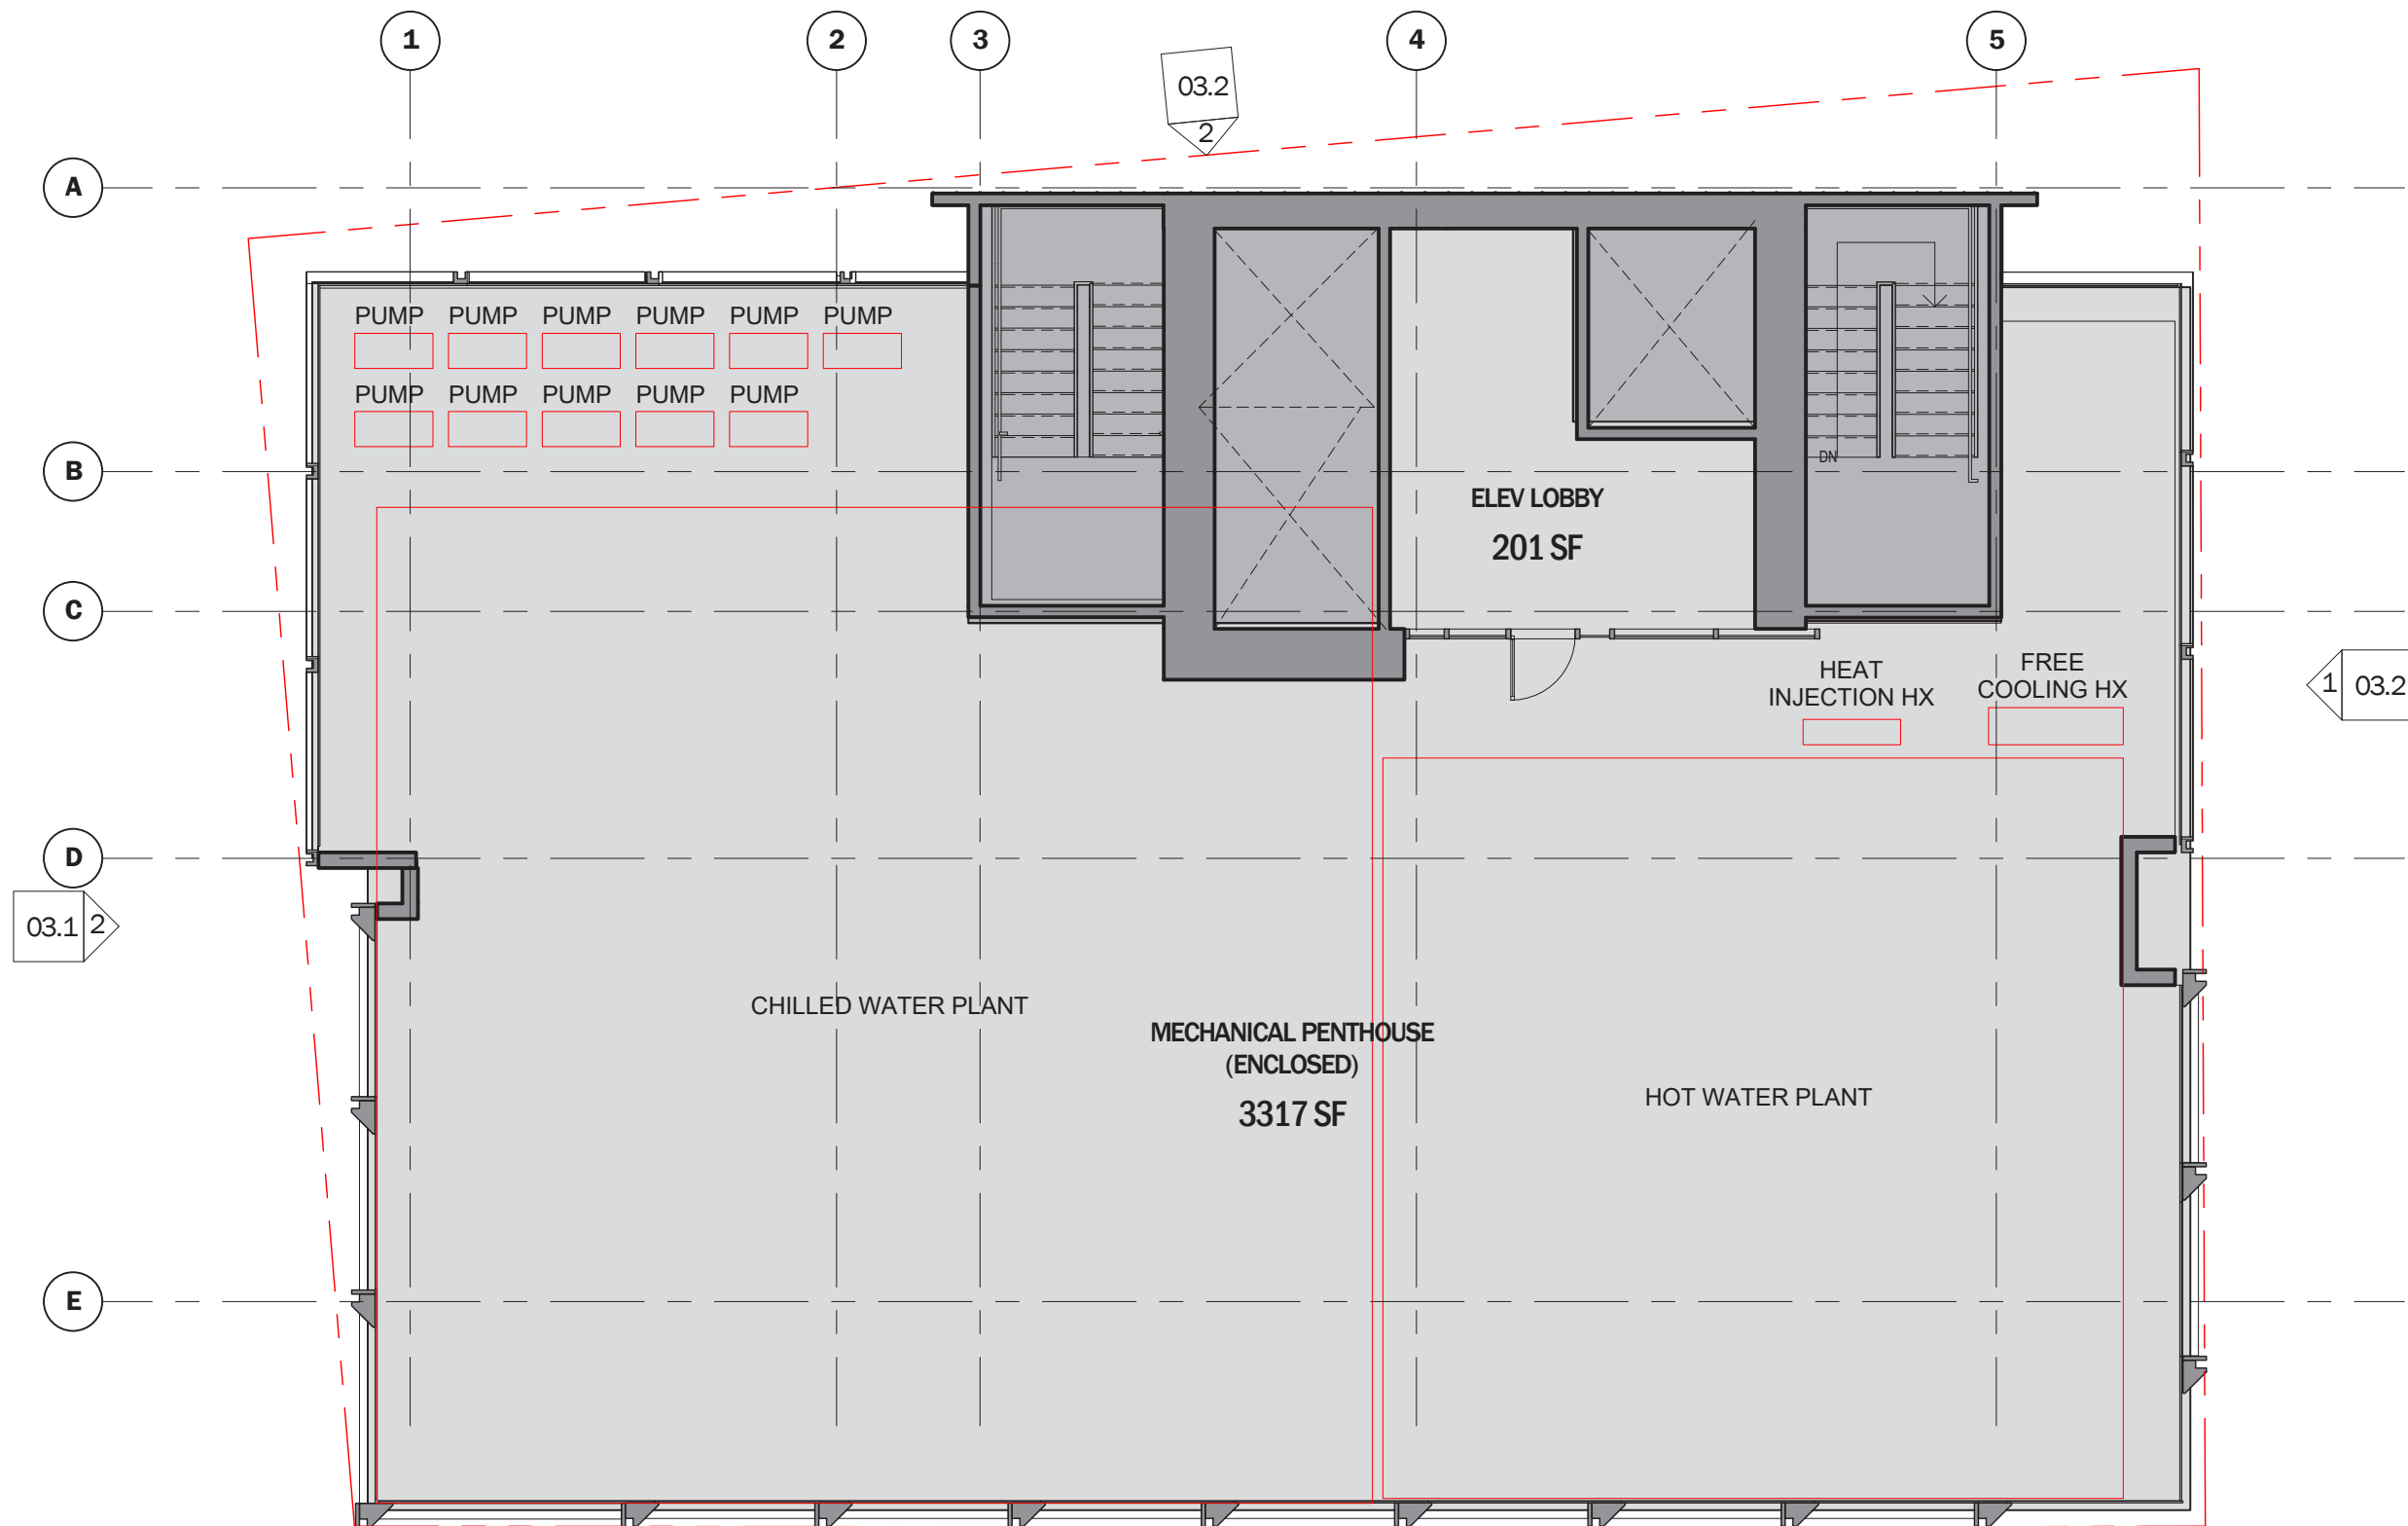 1 2 3 4 5
03.2
2
A
PUMP PUMP PUMP PUMP PUMP PUMP
PUMP PUMP PUMP PUMP PUMP
B
DN
ELEV LOBBY
201 SF
C
HEAT
INJECTION HX
FREE
COOLING HX
1 03.2
D
03.1 2
CHILLED WATER PLANT
MECHANICAL PENTHOUSE
(ENCLOSED)
3317 SF
HOT WATER PLANT
E